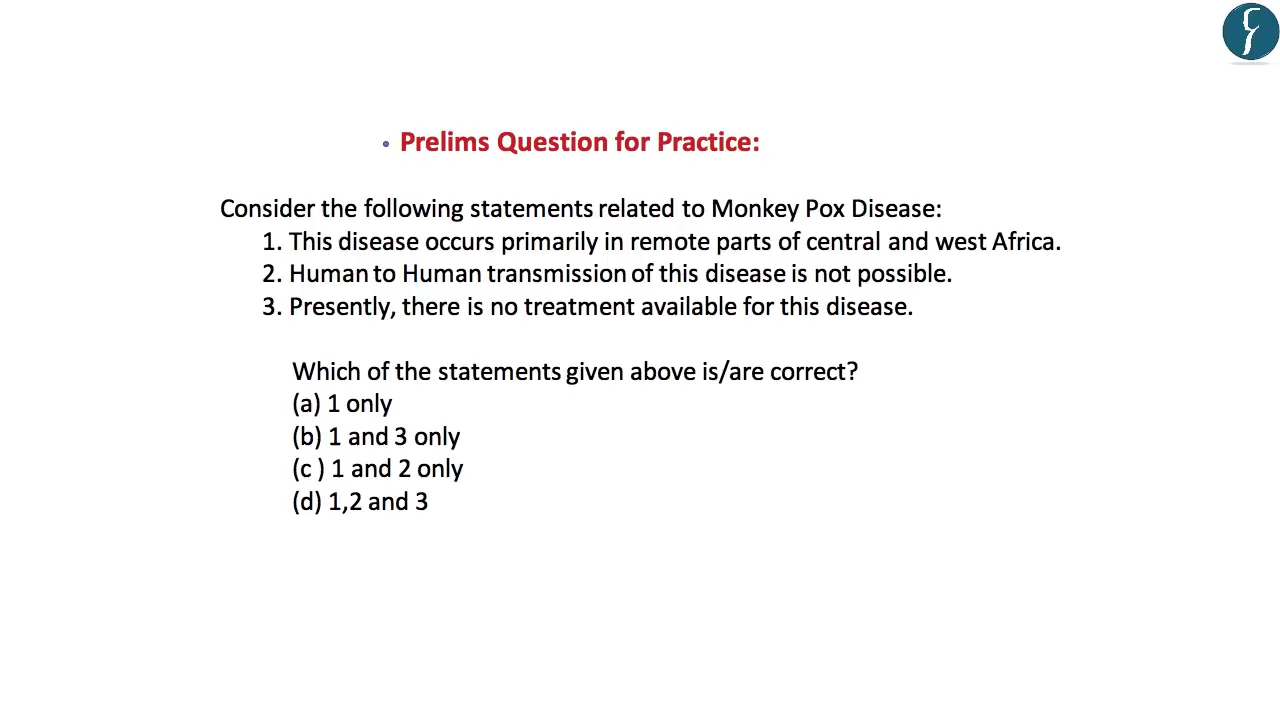 • Prelims Question for Practice:
Consider the following statements related to Monkey Pox Disease:
1. This disease occurs primarily in remote parts of central and west Africa.
2. Human to Human transmission of this disease is not possible.
3. Presently, there is no treatment available for this disease.
Which of the statements given above is/are correct?
(a) 1 only
(b) 1 and 3 only
(c ) 1 and 2 only
(d) 1,2 and 3